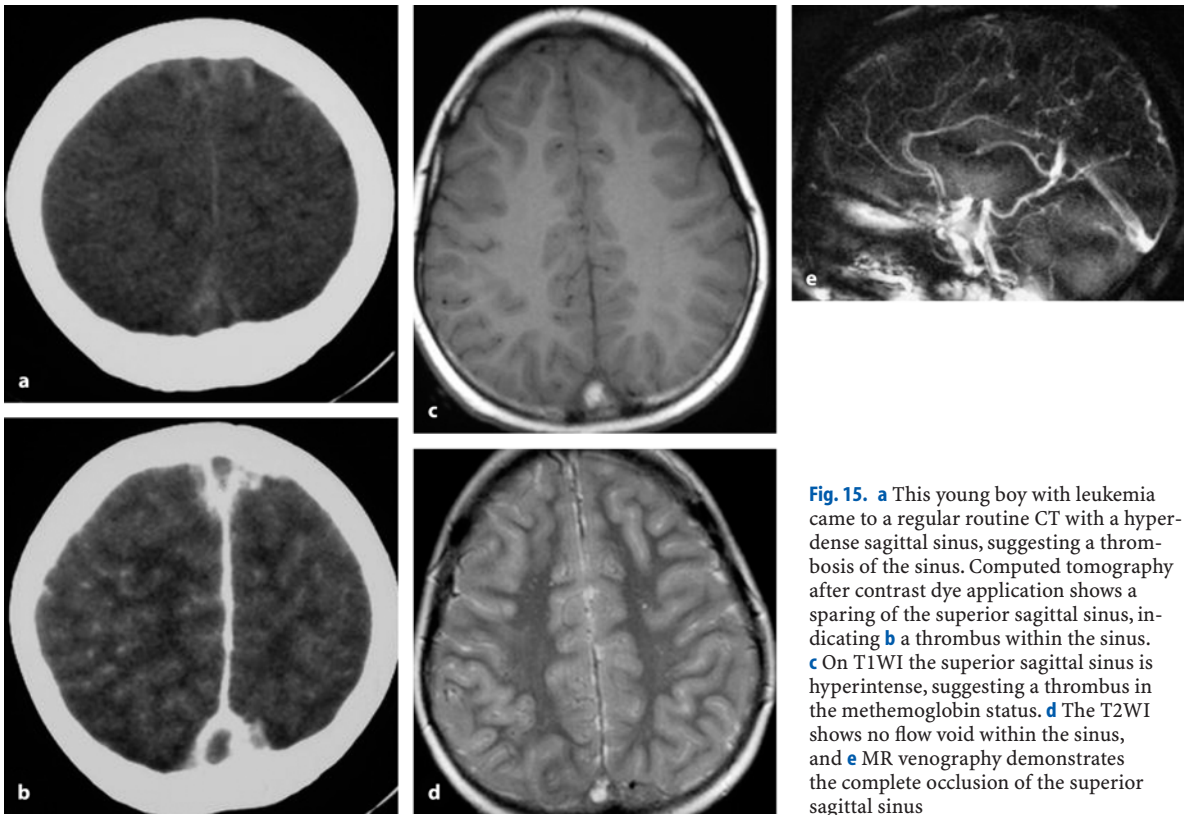 a
b
c
d
e
Fig. 15. a This young boy with leukemia
came to a regular routine CT with a hyper-
dense sagittal sinus, suggesting a throm-
bosis of the sinus. Computed tomography
after contrast dye application shows a
sparing of the superior sagittal sinus, in-
dicating b a thrombus within the sinus.
c On T1WI the superior sagittal sinus is
hyperintense, suggesting a thrombus in
the methemoglobin status. d The T2WI
shows no flow void within the sinus,
and e MR venography demonstrates
the complete occlusion of the superior
sagittal sinus